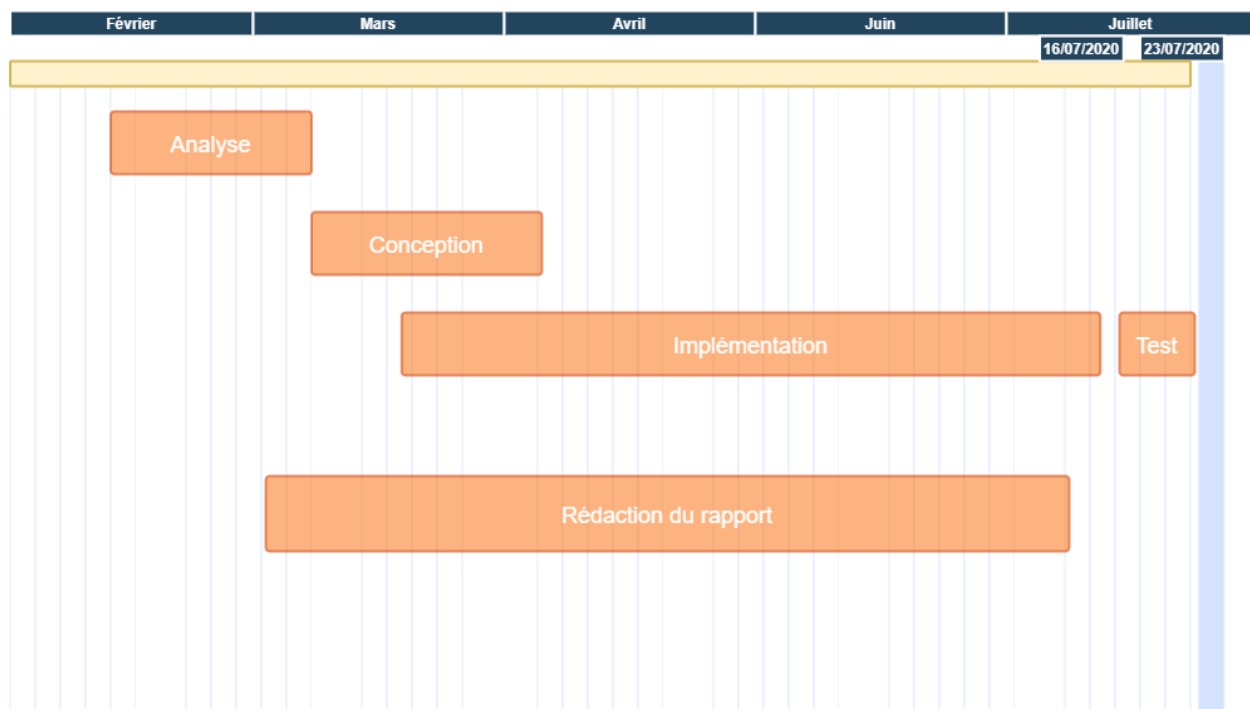 Février Mars Avril Juin Juillet
16/07/2020 23/07/2020
Analyse
Conception
Implémentation Test
Rédaction du rapport